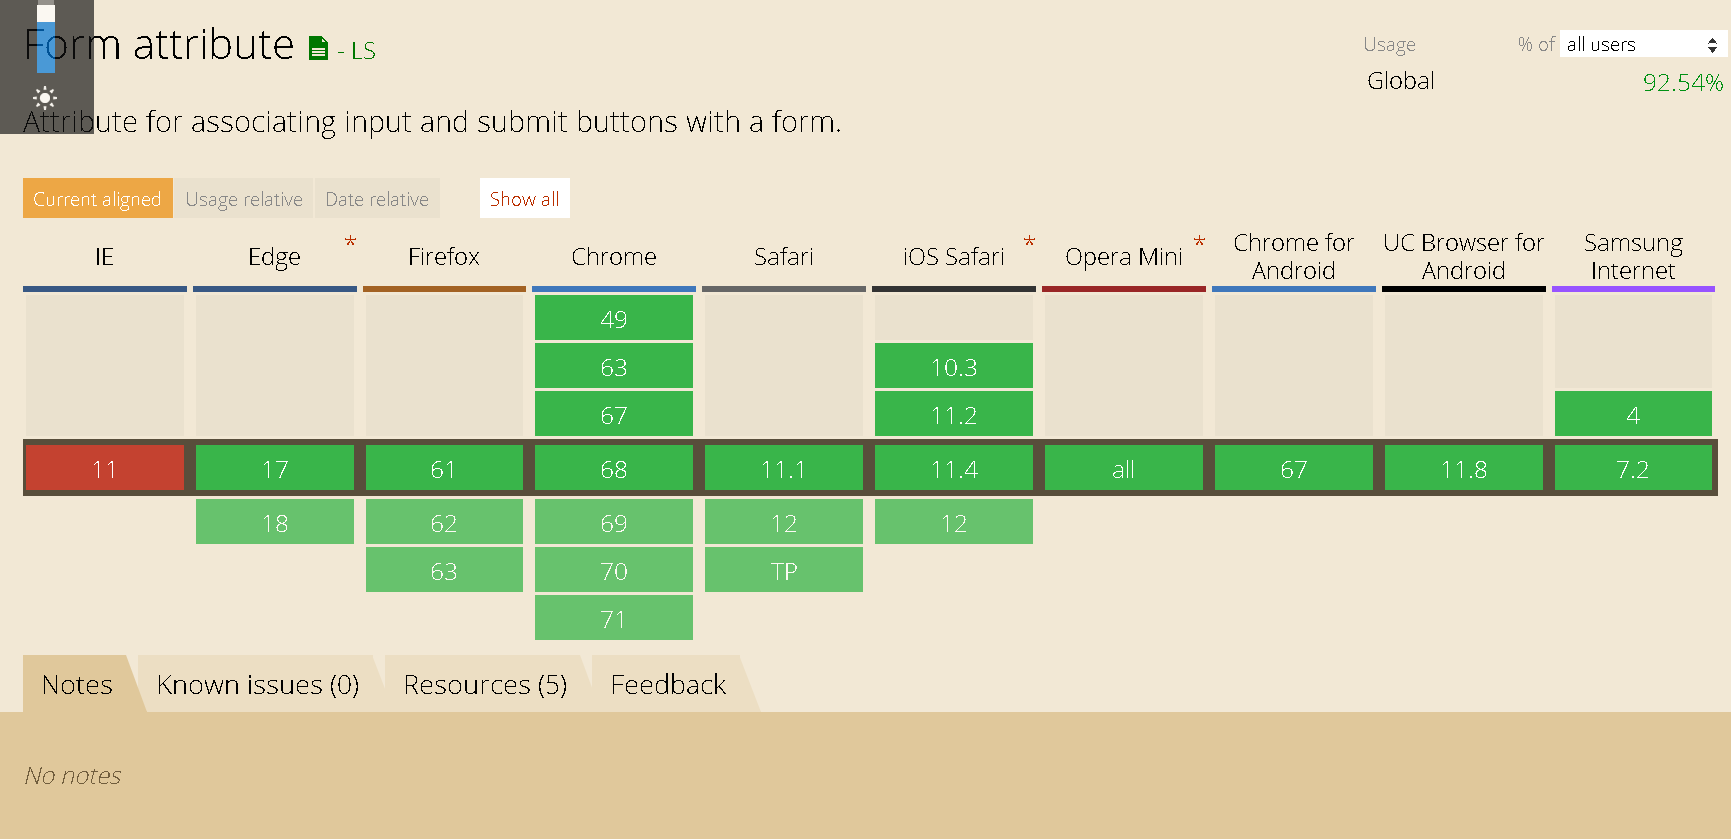 Form attribute - LS
Usage % of all users
Global 92.54%
Attribute for associating input and submit buttons with a form.
Current aligned Usage relative Date relative Show all
IE Edge * Firefox Chrome Safari iOS Safari * Opera Mini * Chrome for Android UC Browser for Android Samsung Internet
49
63 10.3
67 11.2 4
11 17 61 68 11.1 11.4 all 67 11.8 7.2
18 62 69 12 12
63 70 TP
71
Notes Known issues (0) Resources (5) Feedback
No notes